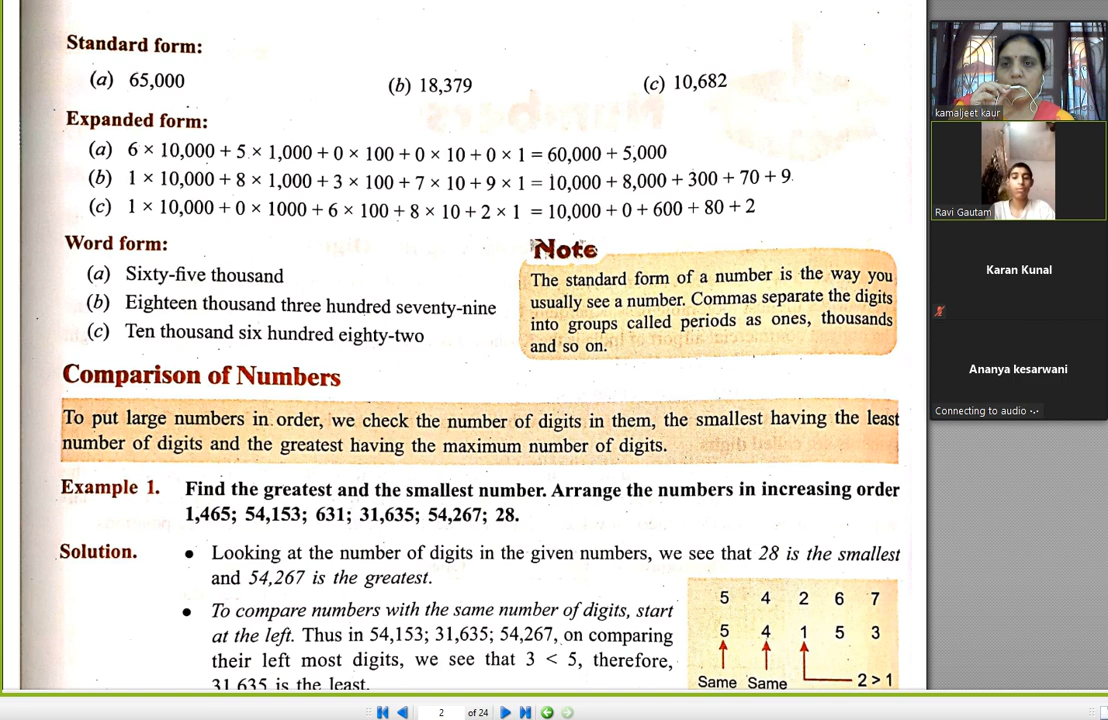 Standard form:
(a) 65,000 (b) 18,379 (c) 10,682
Expanded form:
(a) 6 × 10,000 + 5 × 1,000 + 0 × 100 + 0 × 10 + 0 × 1 = 60,000 + 5,000
(b) 1 × 10,000 + 8 × 1,000 + 3 × 100 + 7 × 10 + 9 × 1 = 10,000 + 8,000 + 300 + 70 + 9
(c) 1 × 10,000 + 0 × 1000 + 6 × 100 + 8 × 10 + 2 × 1 = 10,000 + 0 + 600 + 80 + 2
Word form:
(a) Sixty-five thousand
(b) Eighteen thousand three hundred seventy-nine
(c) Ten thousand six hundred eighty-two
Note
The standard form of a number is the way you
usually see a number. Commas separate the digits
into groups called periods as ones, thousands
and so on.
Comparison of Numbers
To put large numbers in order, we check the number of digits in them, the smallest having the least
number of digits and the greatest having the maximum number of digits.
Example 1. Find the greatest and the smallest number. Arrange the numbers in increasing order
1,465; 54,153; 631; 31,635; 54,267; 28.
Solution. • Looking at the number of digits in the given numbers, we see that 28 is the smallest
and 54,267 is the greatest.
• To compare numbers with the same number of digits, start
at the left. Thus in 54,153; 31,635; 54,267, on comparing
their left most digits, we see that 3 < 5, therefore,
31,635 is the least.
5 4 2 6 7
5 4 1 5 3
Same Same 2 > 1
kamaljeet kaur
Ravi Gautam
Karan Kunal
Ananya kesarwani
Connecting to audio
2 of 24